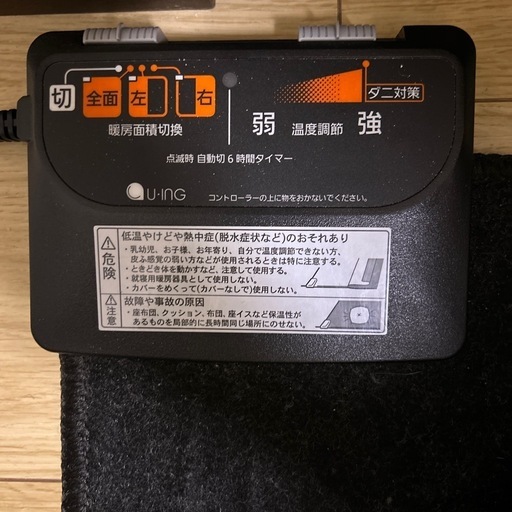 切 全面 左 右
暖房面積切換
ダニ対策
弱 温度調節 強
点滅時 自動切6時間タイマー
U-ING
コントローラーの上に物をおかないでください。
危険
低温やけどや熱中症(脱水症状など)のおそれあり
・乳幼児、お子様、お年寄り、自分で温度調節できない方、
皮ふ感覚の弱い方などが使用されるときは特に注意する。
・ときどき体を動かすなど、注意して使用する。
・就寝用暖房器具として使用しない。
・カバーをめくって(カバーなしで)使用しない。
注意
故障や事故の原因
・座布団、クッション、布団、座イスなど保温性が
あるものを局部的に長時間同じ場所にのせない。